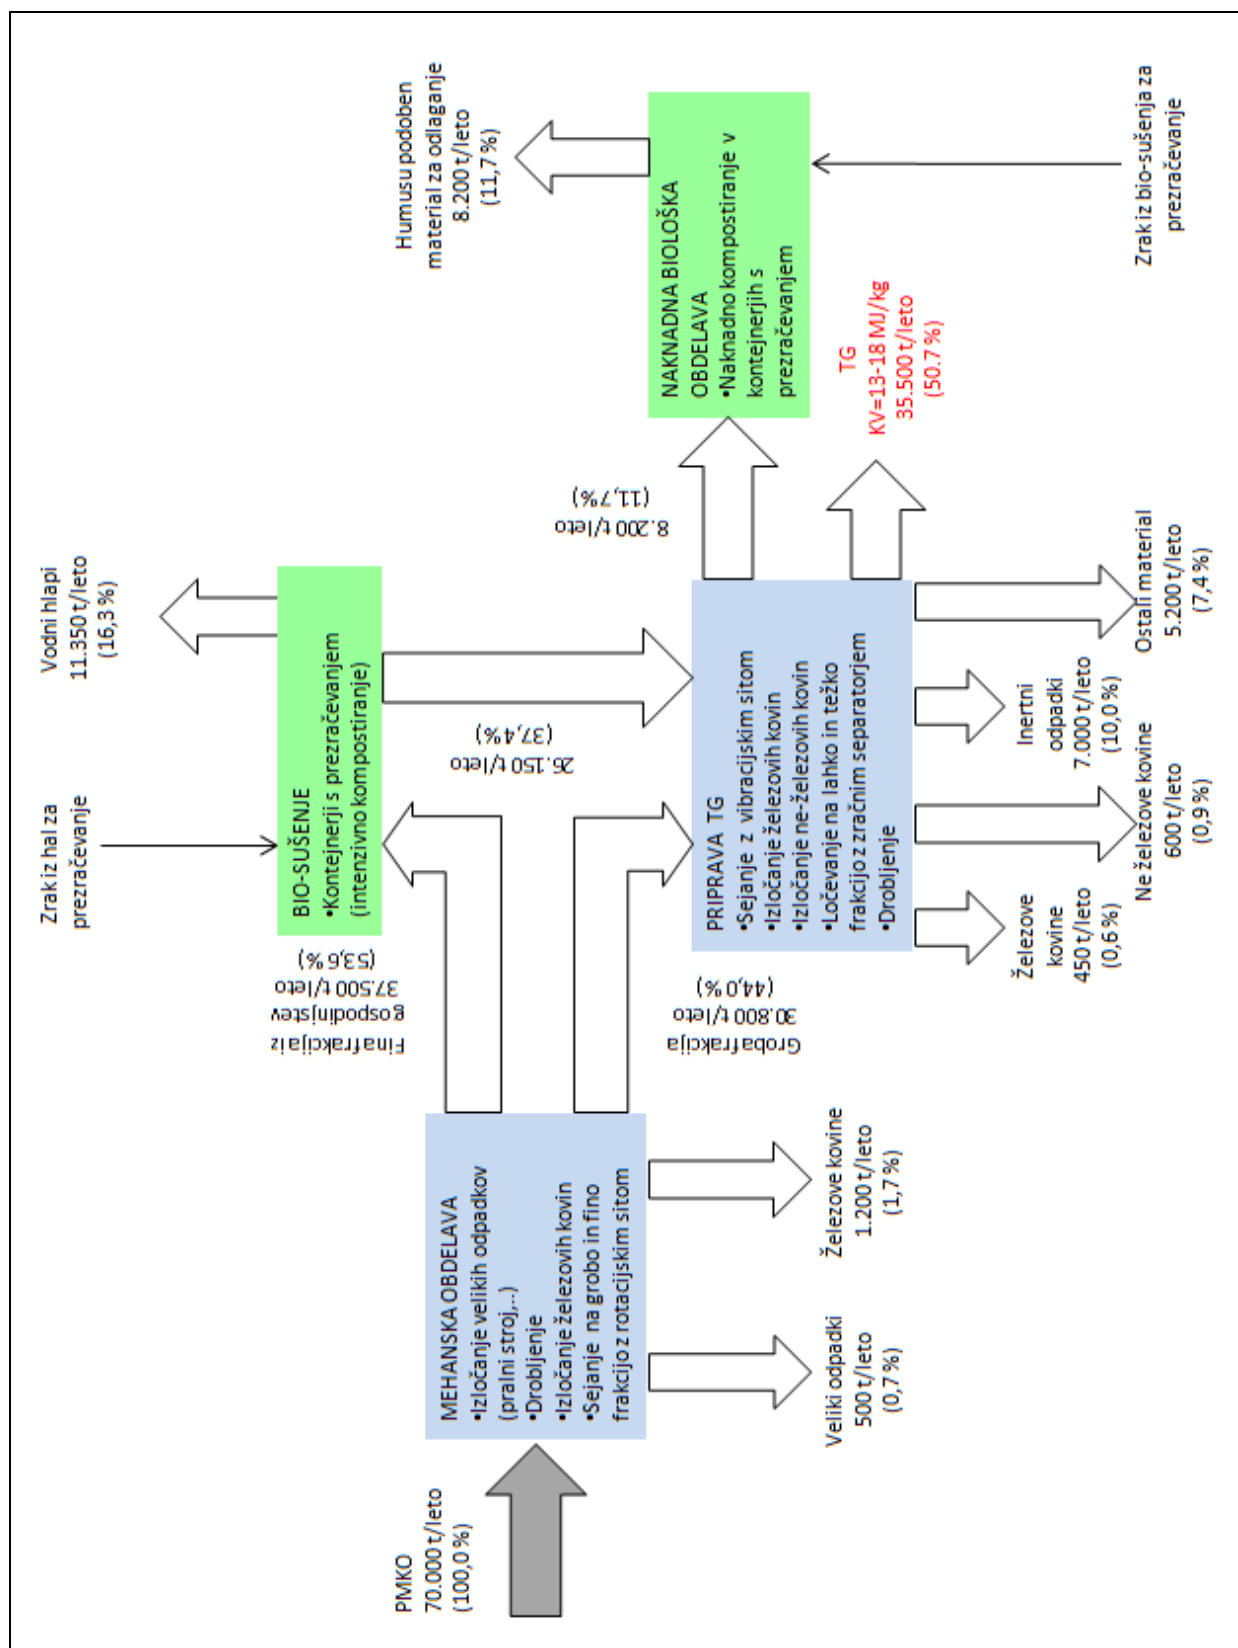 PMKO
70.000 t/leto
(100,0 %)
MEHANSKA OBDELAVA
•Izločanje velikih odpadkov
(pralni stroj,..)
•Drobljenje
•Izločanje železovih kovin
•Sejanje na grobo in fino
frakcijo z rotacijskim sitom
Veliki odpadki
500 t/leto
(0,7 %)
Železove kovine
1.200 t/leto
(1,7 %)
Fina frakcija iz
gospodinjstev
37.500 t/leto
(53,6 %)
Groba frakcija
30.800 t/leto
(44,0 %)
Zrak iz hal za
prezračevanje
BIO-SUŠENJE
•Kontejnerji s prezračevanjem
(intenzivno kompostiranje)
Vodni hlapi
11.350 t/leto
(16,3 %)
26.150 t/leto
(37,4 %)
PRIPRAVA TG
•Sejanje z vibracijskim sitom
•Izločanje železovih kovin
•Izločanje ne-železovih kovin
•Ločevanje na lahko in težko
frakcijo z zračnim separatorjem
•Drobljenje
Železove
kovine
450 t/leto
(0,6 %)
Ne železove kovine
600 t/leto
(0,9 %)
Inertni
odpadki
7.000 t/leto
(10,0 %)
Ostali material
5.200 t/leto
(7,4 %)
8.200 t/leto
(11,7 %)
TG
KV=13-18 MJ/kg
35.500 t/leto
(50.7 %)
NAKNADNA BIOLOŠKA
OBDELAVA
•Naknadno kompostiranje v
kontejnerjih s
prezračevanjem
Humusu podoben
material za odlaganje
8.200 t/leto
(11,7 %)
Zrak iz bio-sušenja za
prezračevanje